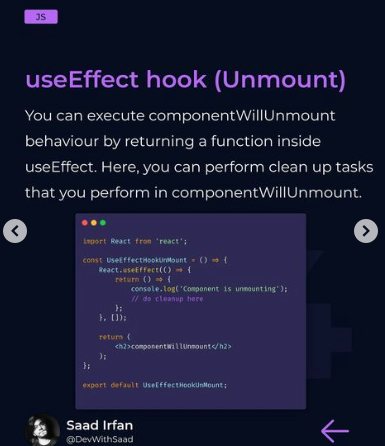 JS
useEffect hook (Unmount)
You can execute componentWillUnmount
behaviour by returning a function inside
useEffect. Here, you can perform clean up tasks
that you perform in componentWillUnmount.
import React from 'react';
const UseEffectHookUnMount = () => {
React.useEffect(() => {
return () => {
console.log('Component is unmounting');
// do cleanup here
};
}, []);
return (
<h2>componentWillUnmount</h2>
);
};
export default UseEffectHookUnMount;
Saad Irfan
@DevWithSaad